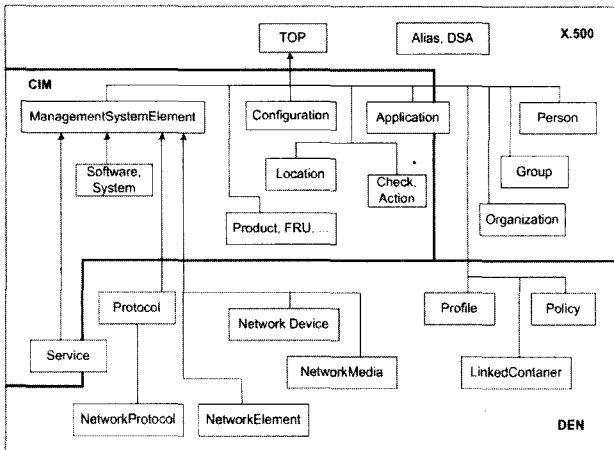 TOP
Alias, DSA
X.500
CIM
ManagementSystemElement
Configuration
Application
Person
Software,
System
Location
Check,
Action
Group
Product, FRU, ...
Organization
Protocol
Network Device
Profile
Policy
Service
NetworkMedia
LinkedContaner
NetworkProtocol
NetworkElement
DEN